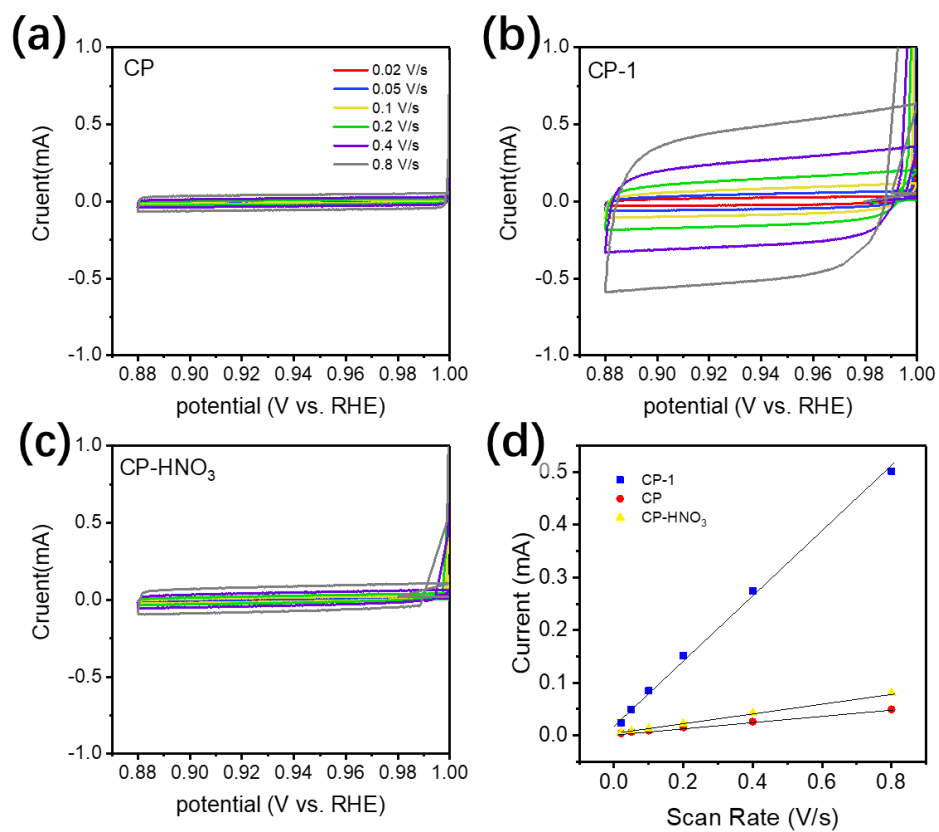 (a)
CP
0.02 V/s
0.05 V/s
0.1 V/s
0.2 V/s
0.4 V/s
0.8 V/s
1.0
0.5
0.0
-0.5
-1.0
Cruent(mA)
0.88 0.90 0.92 0.94 0.96 0.98 1.00
potential (V vs. RHE)
(b)
CP-1
1.0
0.5
0.0
-0.5
-1.0
Cruent(mA)
0.88 0.90 0.92 0.94 0.96 0.98 1.00
potential (V vs. RHE)
(c)
CP-HNO₃
1.0
0.5
0.0
-0.5
-1.0
Cruent(mA)
0.88 0.90 0.92 0.94 0.96 0.98 1.00
potential (V vs. RHE)
(d)
CP-1
CP
CP-HNO₃
0.5
0.4
0.3
0.2
0.1
0.0
Current (mA)
0.0 0.2 0.4 0.6 0.8
Scan Rate (V/s)